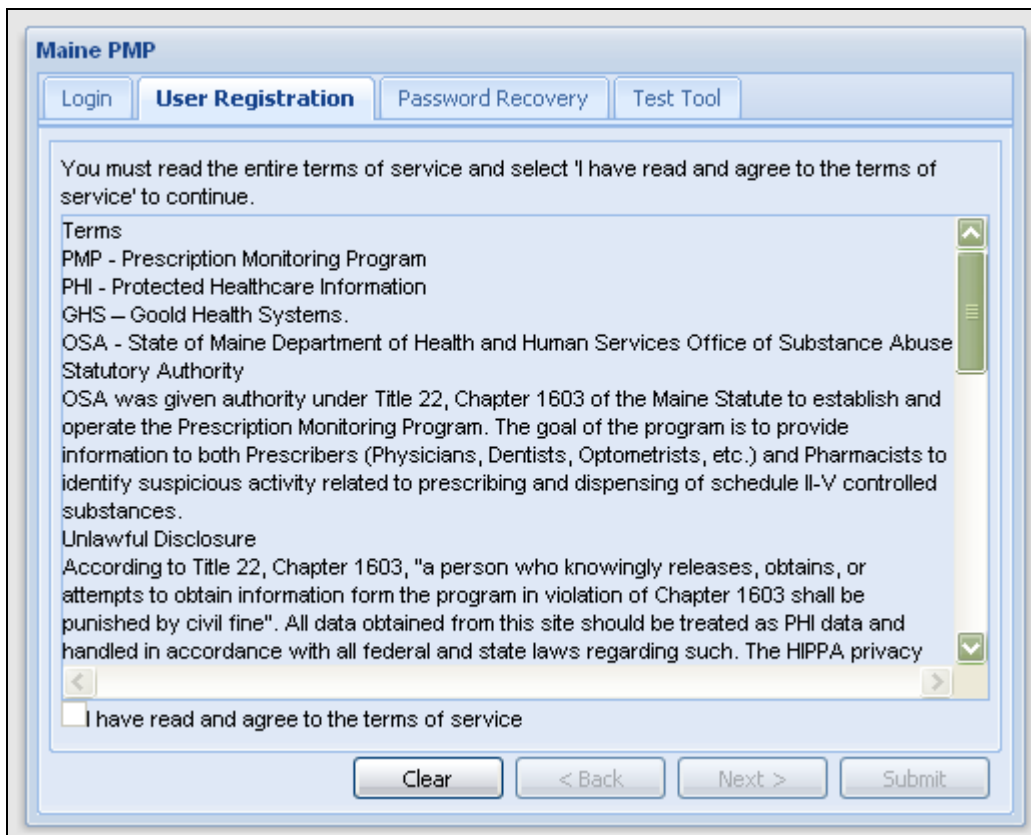 Maine PMP
Login User Registration Password Recovery Test Tool
You must read the entire terms of service and select 'I have read and agree to the terms of
service' to continue.
Terms
PMP - Prescription Monitoring Program
PHI - Protected Healthcare Information
GHS – Goold Health Systems.
OSA - State of Maine Department of Health and Human Services Office of Substance Abuse
Statutory Authority
OSA was given authority under Title 22, Chapter 1603 of the Maine Statute to establish and
operate the Prescription Monitoring Program. The goal of the program is to provide
information to both Prescribers (Physicians, Dentists, Optometrists, etc.) and Pharmacists to
identify suspicious activity related to prescribing and dispensing of schedule II-V controlled
substances.
Unlawful Disclosure
According to Title 22, Chapter 1603, "a person who knowingly releases, obtains, or
attempts to obtain information form the program in violation of Chapter 1603 shall be
punished by civil fine". All data obtained from this site should be treated as PHI data and
handled in accordance with all federal and state laws regarding such. The HIPPA privacy
I have read and agree to the terms of service
Clear < Back Next > Submit